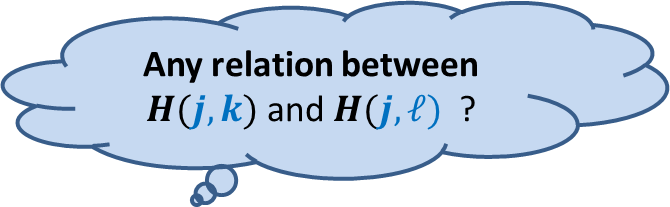 Any relation between
H(j, k) and H(j, ℓ) ?